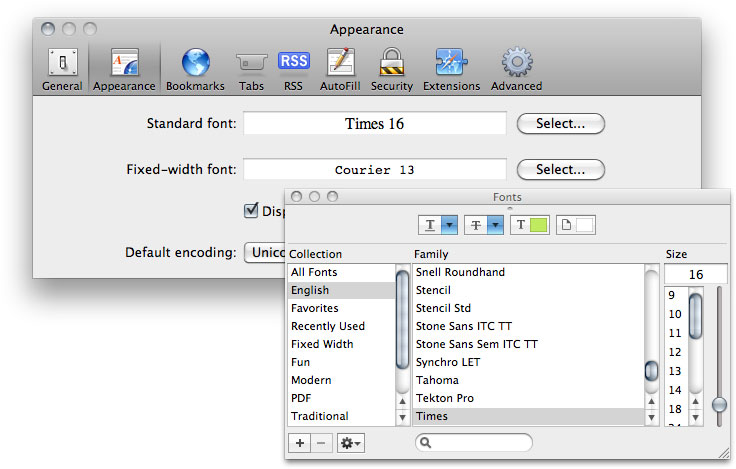 Appearance
General Appearance Bookmarks Tabs RSS RSS AutoFill Security Extensions Advanced
Standard font: Times 16 Select...
Fixed-width font: Courier 13 Select...
Disp
Default encoding: Unico
Fonts
T T T
Collection Family Size
16
All Fonts Snell Roundhand
English Stencil 9
Favorites Stencil Std 10
Recently Used Stone Sans ITC TT 11
Fixed Width Stone Sans Sem ITC TT 12
Fun Synchro LET 13
Modern Tahoma 14
PDF Tekton Pro 18
Traditional Times